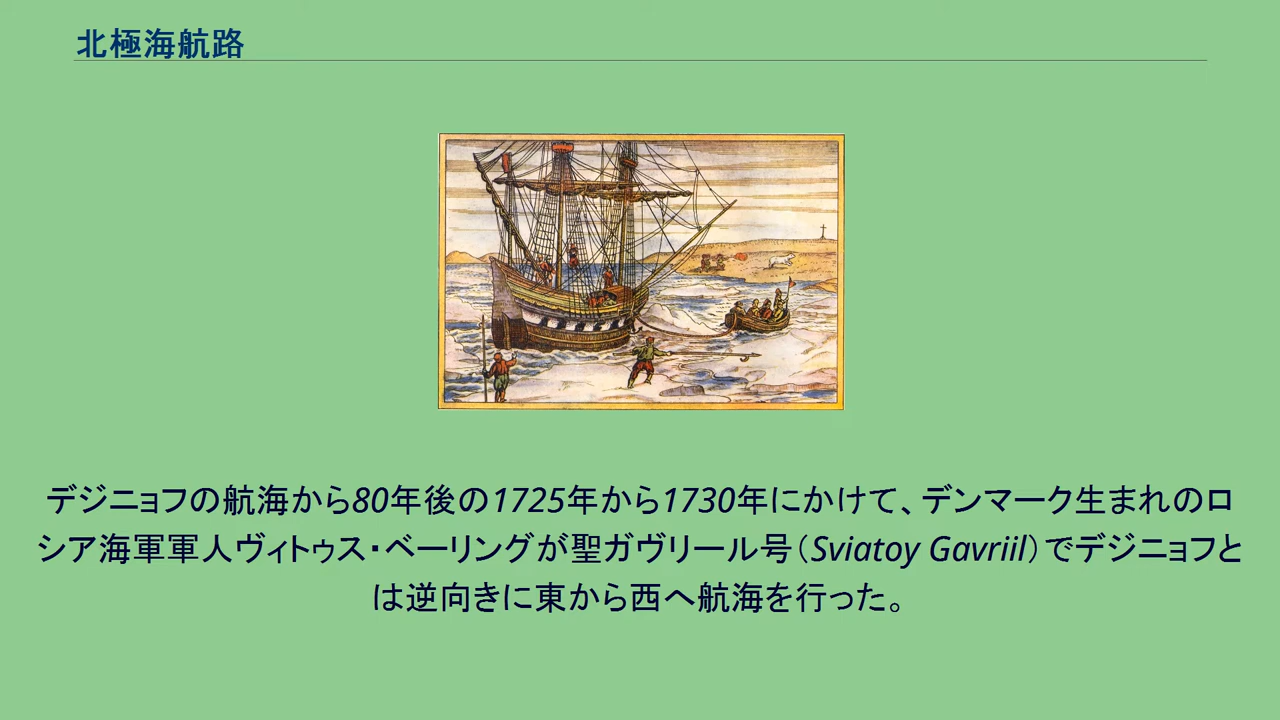 北極海航路
デジニョフの航海から80年後の1725年から1730年にかけて、デンマーク生まれのロ
シア海軍軍人ヴィトゥス・ベーリングが聖ガヴリール号（Sviatoy Gavriil）でデジニョフと
は逆向きに東から西へ航海を行った。